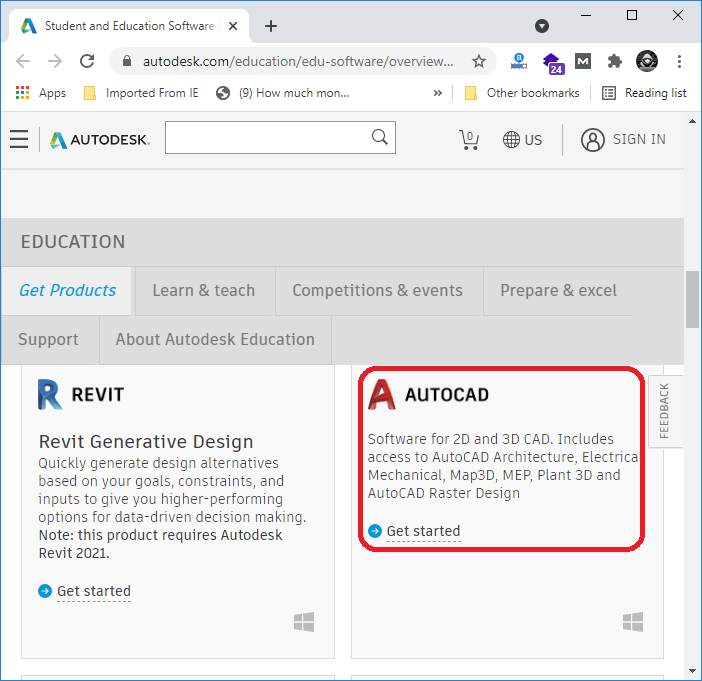 Student and Education Software
autodesk.com/education/edu-software/overview...
24
M
Apps
Imported From IE
(9) How much mon...
»
Other bookmarks
Reading list
AUTODESK.
0
US
SIGN IN
EDUCATION
Get Products
Learn & teach
Competitions & events
Prepare & excel
Support
About Autodesk Education
REVIT
Revit Generative Design
Quickly generate design alternatives
based on your goals, constraints, and
inputs to give you higher-performing
options for data-driven decision making.
Note: this product requires Autodesk
Revit 2021.
Get started
AUTOCAD
Software for 2D and 3D CAD. Includes
access to AutoCAD Architecture, Electrica
Mechanical, Map3D, MEP, Plant 3D and
AutoCAD Raster Design
Get started
FEEDBACK